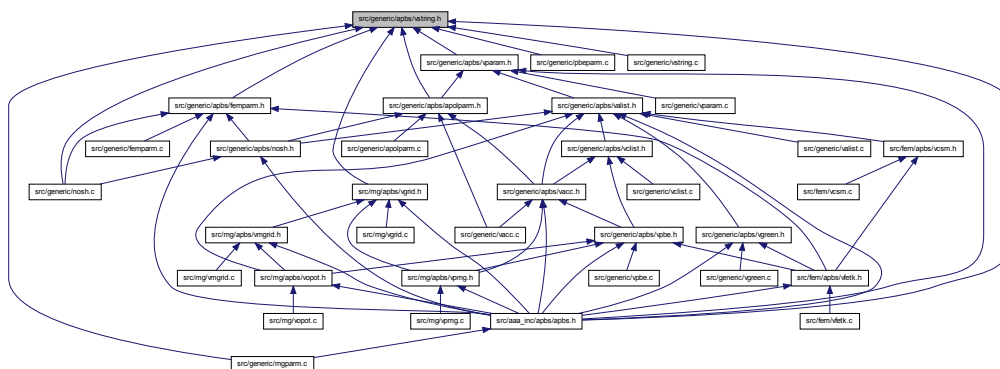 src/generic/apbs/vstring.h
src/generic/apbs/vparam.h
src/generic/pbeparm.c
src/generic/vstring.c
src/generic/apbs/femparm.h
src/generic/apbs/apolparm.h
src/generic/apbs/valist.h
src/generic/vparam.c
src/generic/femparm.c
src/generic/apbs/nosh.h
src/generic/apolparm.c
src/generic/apbs/vclist.h
src/generic/valist.c
src/fem/apbs/vcsm.h
src/generic/nosh.c
src/mg/apbs/vgrid.h
src/generic/apbs/vacc.h
src/generic/vclist.c
src/fem/vcsm.c
src/mg/apbs/vmgrid.h
src/mg/vgrid.c
src/generic/vacc.c
src/generic/apbs/vpbe.h
src/generic/apbs/vgreen.h
src/mg/vmgrid.c
src/mg/apbs/vopot.h
src/mg/apbs/vpmg.h
src/generic/vpbe.c
src/generic/vgreen.c
src/fem/apbs/vfetk.h
src/mg/vopot.c
src/mg/vpmg.c
src/aaa_inc/apbs/apbs.h
src/fem/vfetk.c
src/generic/mgparm.c